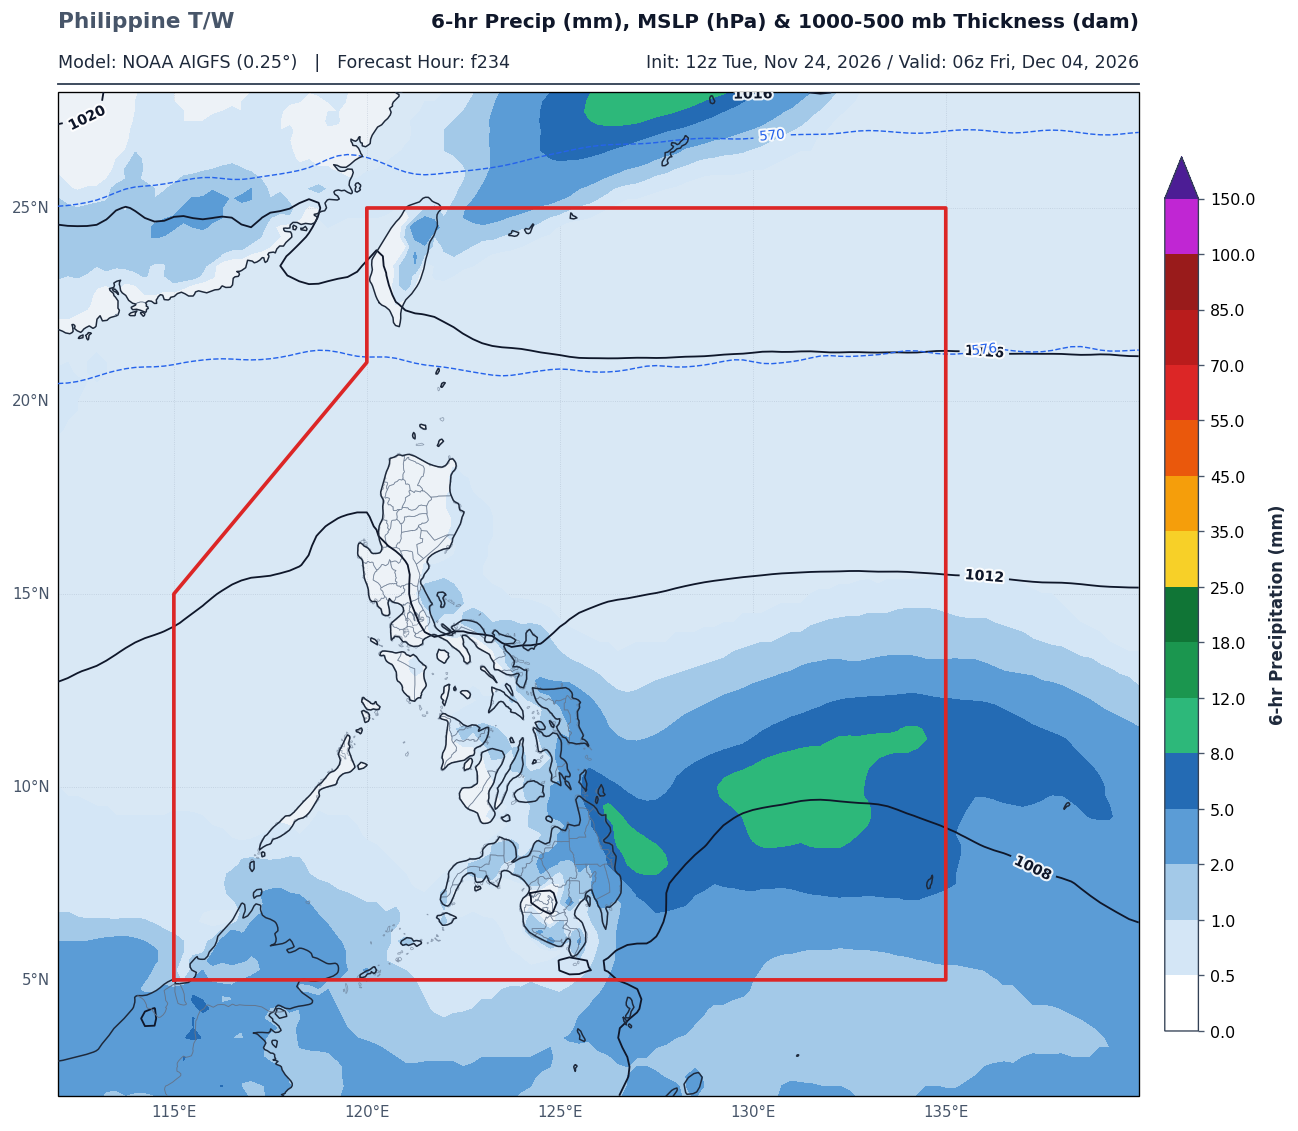 Philippine T/W
6-hr Precip (mm), MSLP (hPa) & 1000-500 mb Thickness (dam)
Model: NOAA AIGFS (0.25°) | Forecast Hour: f234
Init: 12z Tue, Nov 24, 2026 / Valid: 06z Fri, Dec 04, 2026
1020
1016
570
25°N
576
20°N
15°N
1012
10°N
1008
5°N
115°E
120°E
125°E
130°E
135°E
150.0
100.0
85.0
70.0
55.0
45.0
35.0
25.0
18.0
12.0
8.0
5.0
2.0
1.0
0.5
0.0
6-hr Precipitation (mm)